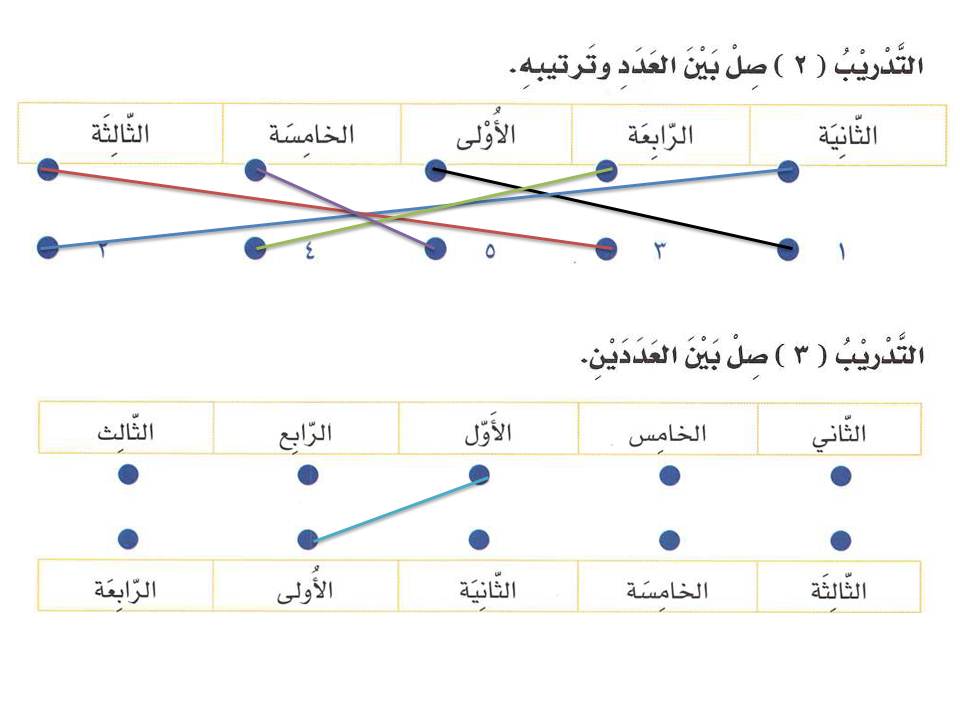 التَّدْرِيْبُ ( ٢ ) صِلْ بَيْنَ العَدَدِ وتَرتيبهِ.
الثّانِيَة الرّابِعَة الأُوْلى الخامِسَة الثّالِثَة
١ ٣ ٥ ٤ ٢
التَّدْرِيْبُ ( ٣ ) صِلْ بَيْنَ العَدَدَيْنِ.
الثّاني الخامِس الأَوّل الرّابِع الثّالِث
الثّالِثَة الخامِسَة الثّانِيَة الأُولى الرّابِعَة